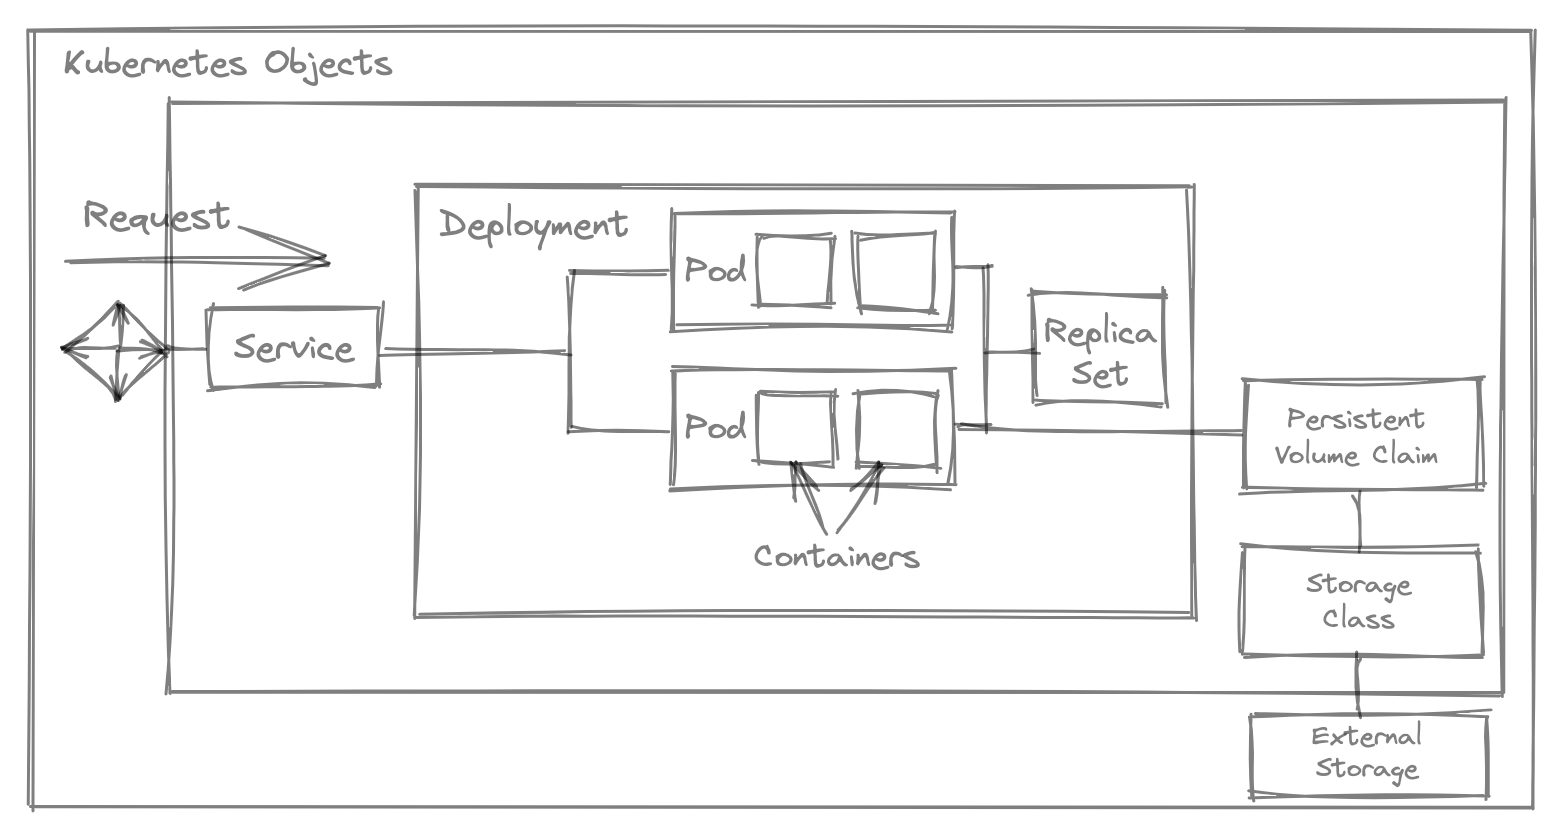 Kubernetes Objects
Request
Service
Deployment
Pod
Pod
Containers
Replica
Set
Persistent
Volume Claim
Storage
Class
External
Storage